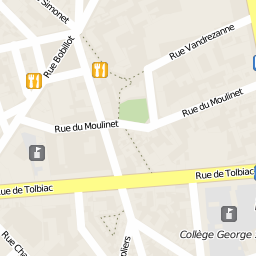 Simonet
Rue Bobillot
Rue Vandrezanne
Rue du Moulinet
Rue du Moulinet
Rue de Tolbiac
Rue de Tolbiac
Collège George
Rue